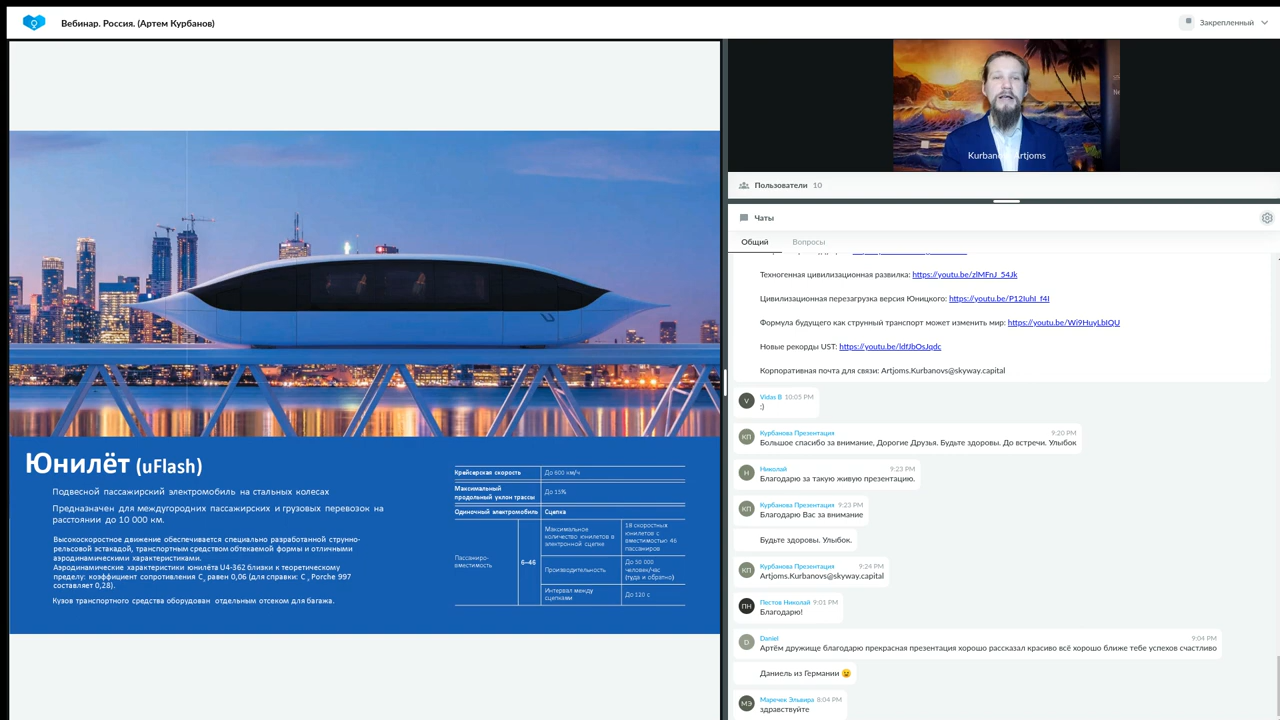 Вебинар. Россия. (Артем Курбанов)
Закрепленный
Юнилёт (uFlash)
Подвесной пассажирский электромобиль на стальных колесах
Предназначен для междугородних пассажирских и грузовых перевозок на
расстоянии до 10 000 км.
Высокоскоростное движение обеспечивается специально разработанной струнно-
рельсовой эстакадой, транспортным средством обтекаемой формы и отличными
аэродинамическими характеристиками.
Аэродинамические характеристики юнилёта U4-362 близки к теоретическому
пределу: коэффициент сопротивления Cx равен 0,06 (для справки: Cx Porche 997
составляет 0,28).
Кузов транспортного средства оборудован отдельным отсеком для багажа.
Крейсерская скорость До 600 км/ч
Максимальный
продольный уклон трассы До 15%
Одиночный электромобиль Сцепка
Пассажиро-
вместимость
6–46
Максимальное
количество юнилетов в
электронной сцепке
18 скоростных
юнилетов с
вместимостью 46
пассажиров
Производительность
До 50 000
человек/час
(туда и обратно)
Интервал между
сцепками
До 120 с
Пользователи 10
Чаты
Общий Вопросы
Техногенная цивилизационная развилка: https://youtu.be/zlMFnJ_54Jk
Цивилизационная перезагрузка версия Юницкого: https://youtu.be/P12IuhI_f4I
Формула будущего как струнный транспорт может изменить мир: https://youtu.be/Wi9HuyLbIQU
Новые рекорды UST: https://youtu.be/ldfJbOsJqdc
Корпоративная почта для связи: Artjoms.Kurbanovs@skyway.capital
V
Vidas B 10:05 PM
:)
КП
Курбанова Презентация 9:20 PM
Большое спасибо за внимание, Дорогие Друзья. Будьте здоровы. До встречи. Улыбок
Н
Николай 9:23 PM
Благодарю за такую живую презентацию.
КП
Курбанова Презентация 9:23 PM
Благодарю Вас за внимание
Будьте здоровы. Улыбок.
КП
Курбанова Презентация 9:24 PM
Artjoms.Kurbanovs@skyway.capital
ПН
Пестов Николай 9:01 PM
Благодарю!
D
Daniel 9:04 PM
Артём дружище благодарю прекрасная презентация хорошо рассказал красиво всё хорошо ближе тебе успехов счастливо
Даниель из Германии 😉
МЭ
Маречек Эльвира 8:04 PM
здравствуйте